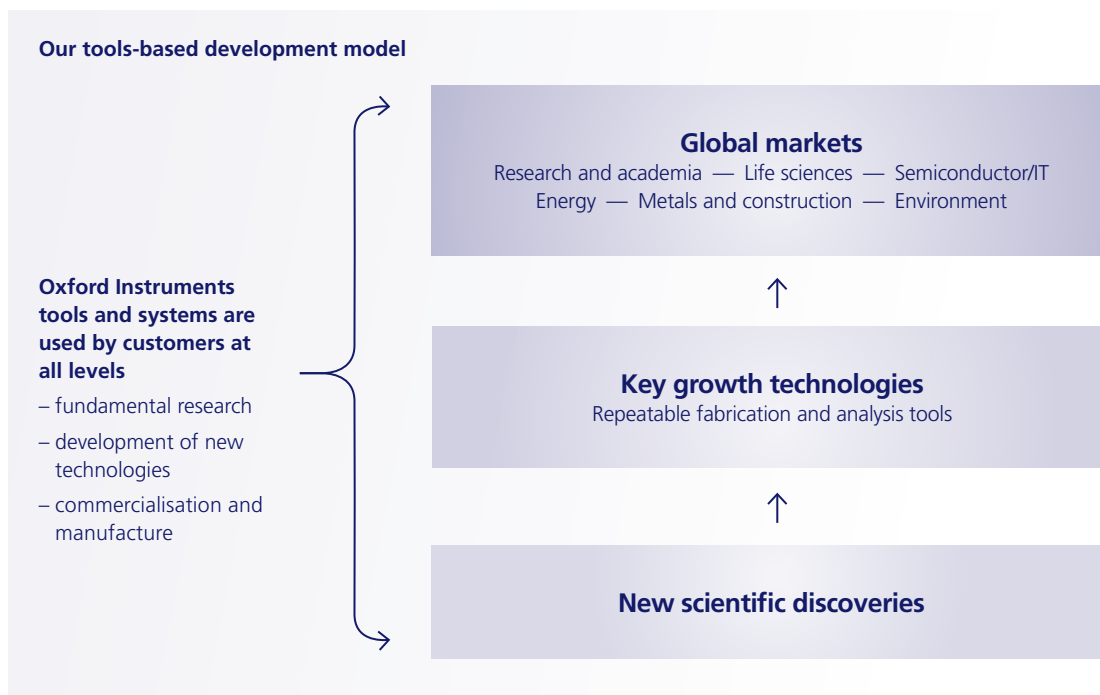 Our tools-based development model
Oxford Instruments
tools and systems are
used by customers at
all levels
– fundamental research
– development of new
technologies
– commercialisation and
manufacture
Global markets
Research and academia — Life sciences — Semiconductor/IT
Energy — Metals and construction — Environment
Key growth technologies
Repeatable fabrication and analysis tools
New scientific discoveries